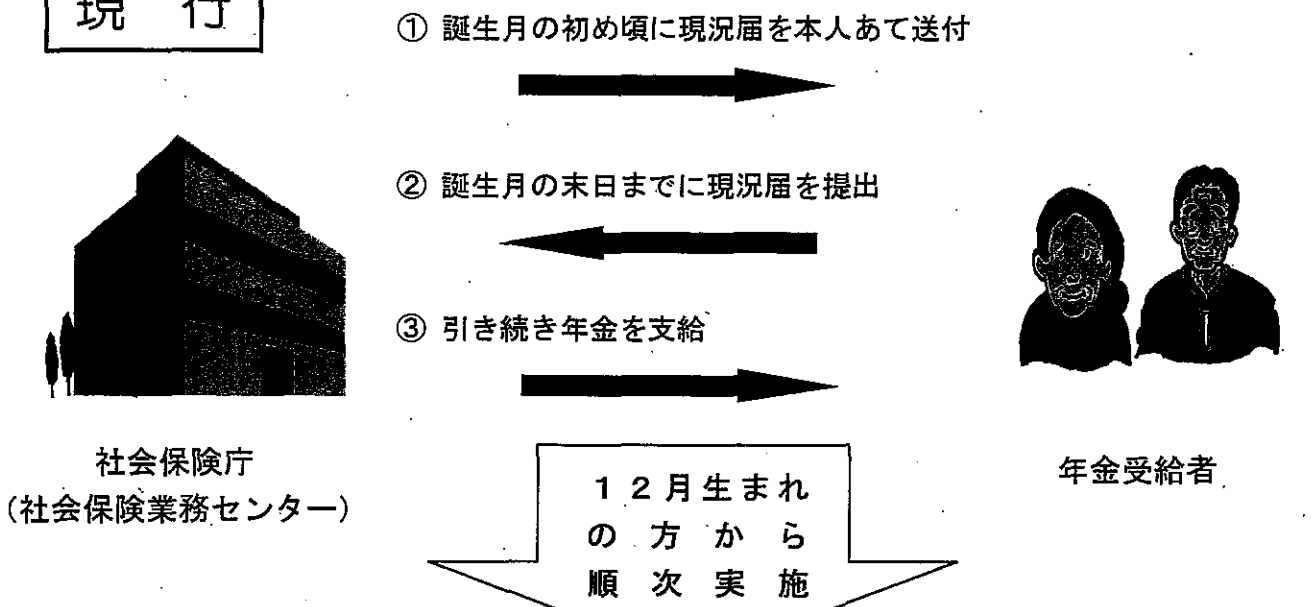 現行
① 誕生月の初め頃に現況届を本人あて送付
② 誕生月の末日までに現況届を提出
③ 引き続き年金を支給
社会保険庁
(社会保険業務センター)
年金受給者
12月生まれ
の方から
順次実施